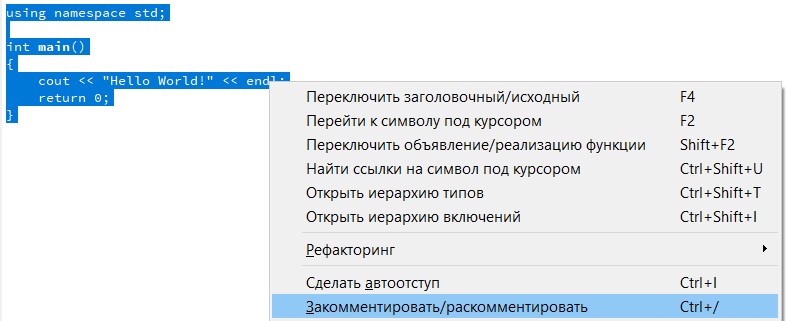 using namespace std;
int main()
{
cout << "Hello World!" << endl;
return 0;
}
Переключить заголовочный/исходный F4
Перейти к символу под курсором F2
Переключить объявление/реализацию функции Shift+F2
Найти ссылки на символ под курсором Ctrl+Shift+U
Открыть иерархию типов Ctrl+Shift+T
Открыть иерархию включений Ctrl+Shift+I
Рефакторинг
Сделать автоотступ Ctrl+I
Закомментировать/раскомментировать Ctrl+/